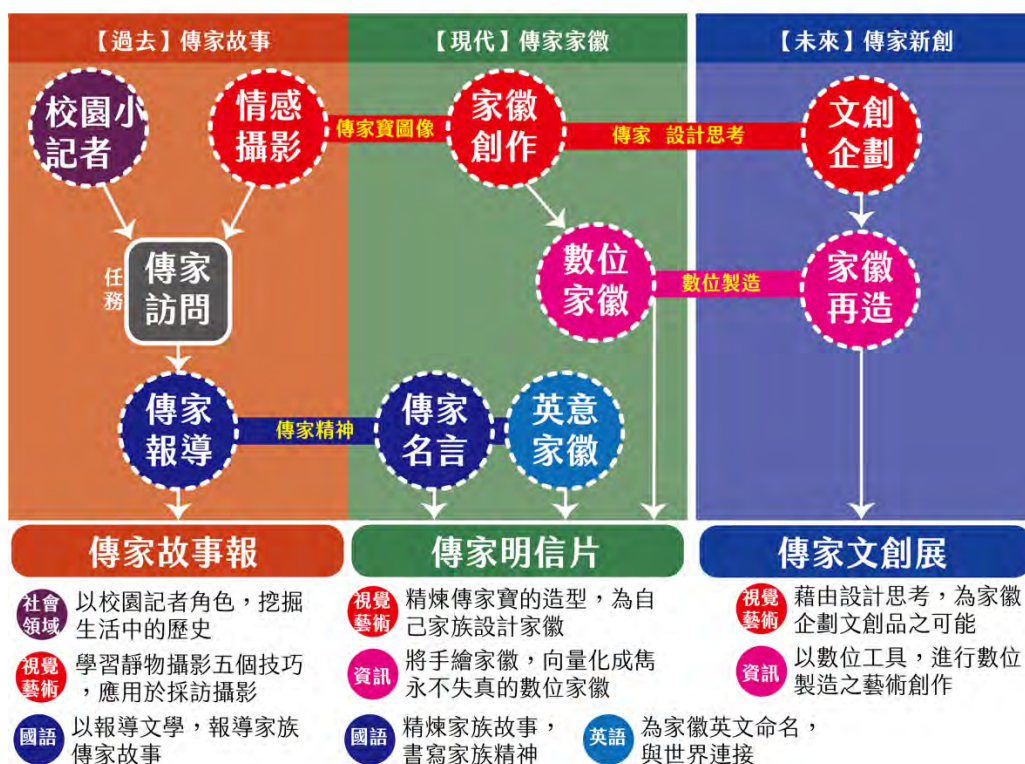 【過去】傳家故事
【現代】傳家家徽
【未來】傳家新創
校園小
記者
情感
攝影
傳家寶圖像
家徽
創作
傳家 設計思考
文創
企劃
任
務
傳家
訪問
數位
家徽
數位製造
家徽
再造
傳家
報導
傳家精神
傳家
名言
英意
家徽
傳家故事報
社會
領域
以校園記者角色，挖掘
生活中的歷史
視覺
藝術
學習靜物攝影五個技巧
，應用於採訪攝影
國語
以報導文學，報導家族
傳家故事
傳家明信片
視覺
藝術
精煉傳家寶的造型，為自
己家族設計家徽
資訊
將手繪家徽，向量化成雋
永不失真的數位家徽
國語
精煉家族故事，
書寫家族精神
英語
為家徽英文命名，
與世界連接
傳家文創展
視覺
藝術
藉由設計思考，為家徽
企劃文創品之可能
資訊
以數位工具，進行數位
製造之藝術創作